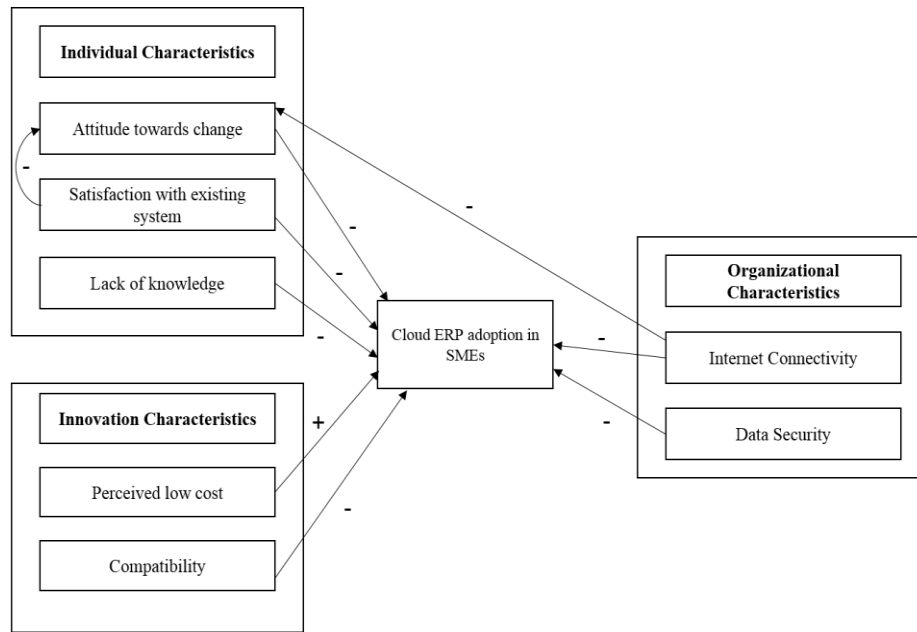 Individual Characteristics
Attitude towards change
-
Satisfaction with existing
system
Lack of knowledge
-
-
-
-
Organizational
Characteristics
Internet Connectivity
Data Security
-
-
Cloud ERP adoption in
SMEs
Innovation Characteristics
Perceived low cost
Compatibility
+
-